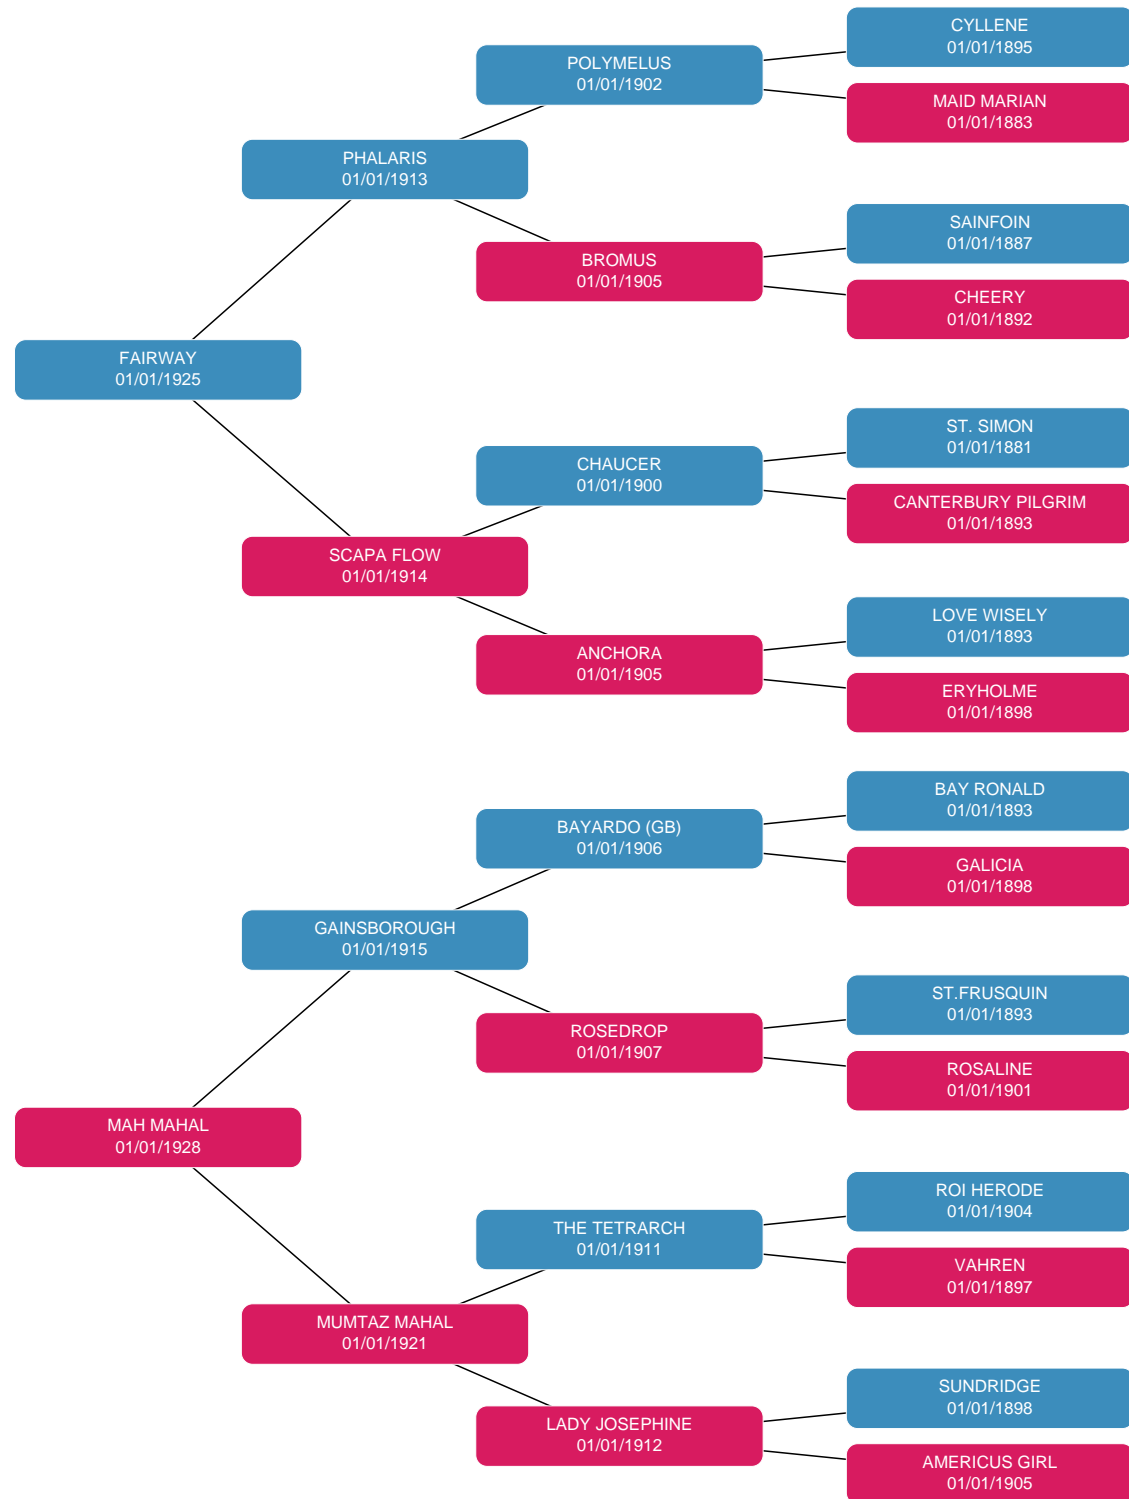 CYLLENE
01/01/1895
POLYMELUS
01/01/1902
MAID MARIAN
01/01/1883
PHALARIS
01/01/1913
SAINFOIN
01/01/1887
BROMUS
01/01/1905
CHEERY
01/01/1892
FAIRWAY
01/01/1925
ST. SIMON
01/01/1881
CHAUCER
01/01/1900
CANTERBURY PILGRIM
01/01/1893
SCAPA FLOW
01/01/1914
LOVE WISELY
01/01/1893
ANCHORA
01/01/1905
ERYHOLME
01/01/1898
BAY RONALD
01/01/1893
BAYARDO (GB)
01/01/1906
GALICIA
01/01/1898
GAINSBOROUGH
01/01/1915
ST.FRUSQUIN
01/01/1893
ROSEDROP
01/01/1907
ROSALINE
01/01/1901
MAH MAHAL
01/01/1928
ROI HERODE
01/01/1904
THE TETRARCH
01/01/1911
VAHREN
01/01/1897
MUMTAZ MAHAL
01/01/1921
SUNDRIDGE
01/01/1898
LADY JOSEPHINE
01/01/1912
AMERICUS GIRL
01/01/1905